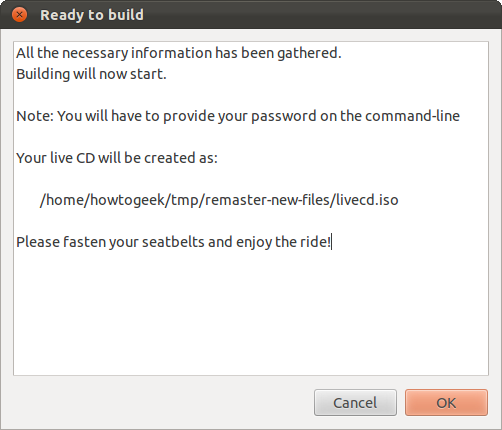 Ready to build
All the necessary information has been gathered.
Building will now start.
Note: You will have to provide your password on the command-line
Your live CD will be created as:
/home/howtogeek/tmp/remaster-new-files/livecd.iso
Please fasten your seatbelts and enjoy the ride!
Cancel
OK